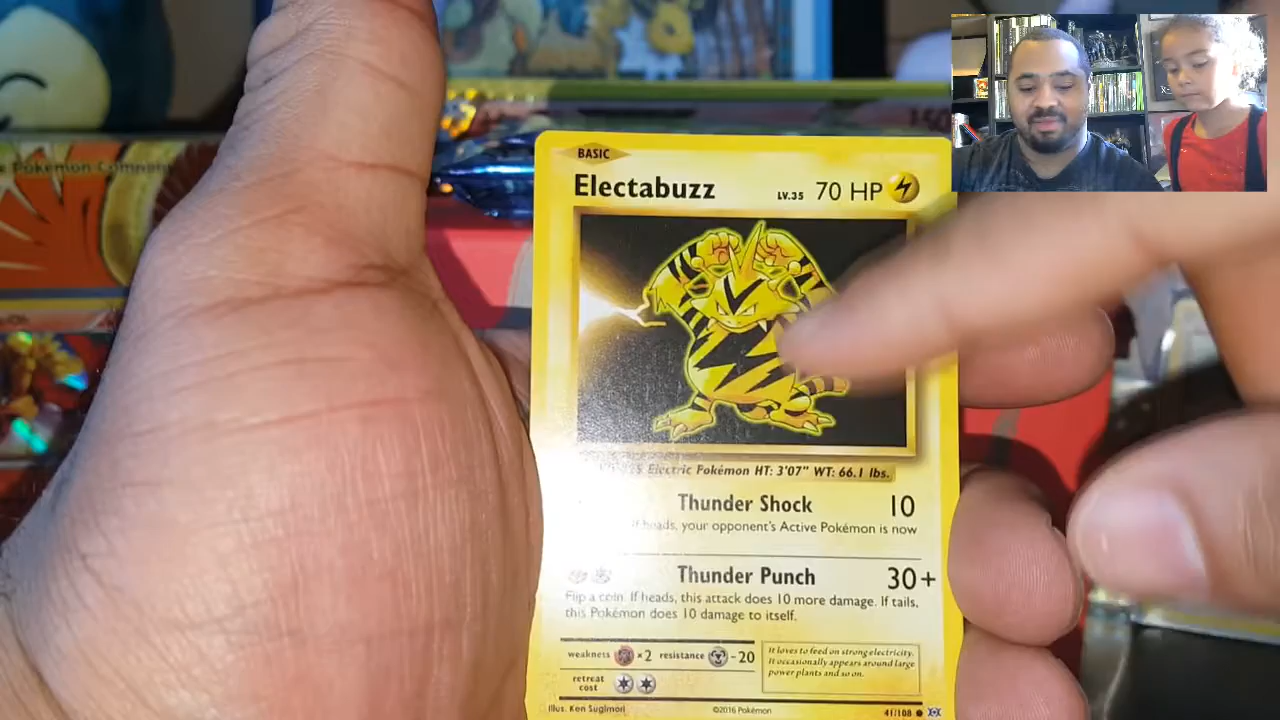 Pokémon Company
BASIC
Electabuzz
LV.35 70 HP
Electric Pokémon HT: 3'07" WT: 66.1 lbs.
Thunder Shock 10
If heads, your opponent's Active Pokémon is now
Thunder Punch 30+
Flip a coin. If heads, this attack does 10 more damage. If tails,
this Pokémon does 10 damage to itself.
weakness ×2 resistance -20
retreat
cost
It loves to feed on strong electricity.
It occasionally appears around large
power plants and so on.
Illus. Ken Sugimori ©2016 Pokémon 41/108